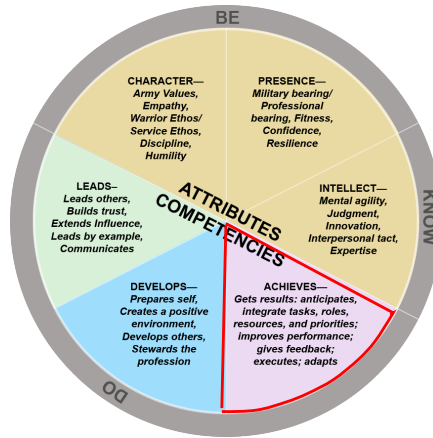 BE
CHARACTER—
Army Values,
Empathy,
Warrior Ethos/
Service Ethos,
Discipline,
Humility
PRESENCE—
Military bearing/
Professional
bearing, Fitness,
Confidence,
Resilience
LEADS–
Leads others,
Builds trust,
Extends Influence,
Leads by example,
Communicates
ATTRIBUTES
COMPETENCIES
INTELLECT—
Mental agility,
Judgment,
Innovation,
Interpersonal tact,
Expertise
KNOW
DEVELOPS—
Prepares self,
Creates a positive
environment,
Develops others,
Stewards the
profession
ACHIEVES—
Gets results: anticipates,
integrate tasks, roles,
resources, and priorities;
improves performance;
gives feedback;
executes; adapts
DO